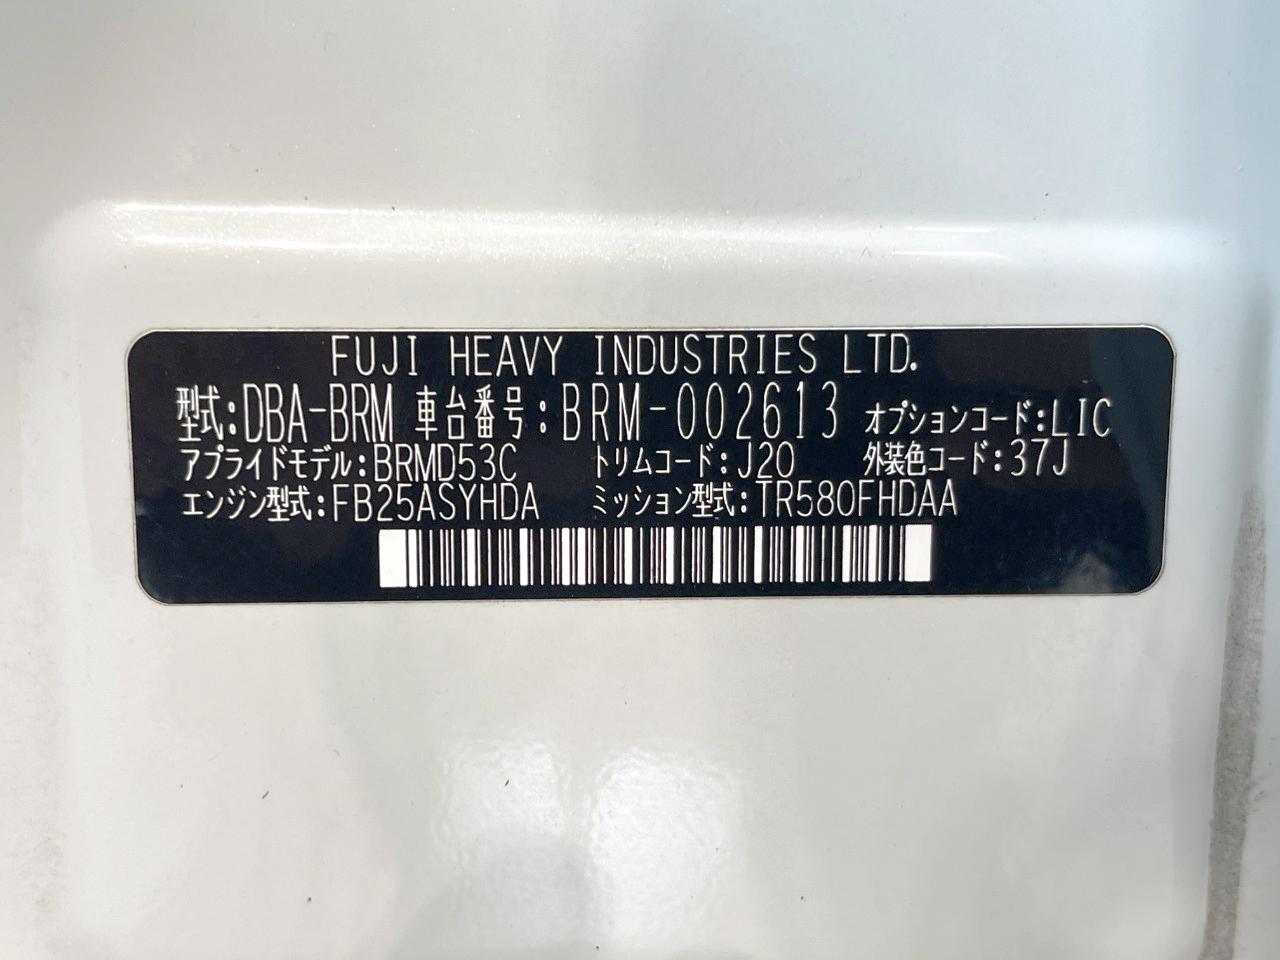 FUJI HEAVY INDUSTRIES LTD.
型式:DBA-BRM 車台番号:BRM-002613 オプションコード:LIC
アプライドモデル:BRMD53C トリムコード:J20 外装色コード:37J
エンジン型式:FB25ASYHDA ミッション型式:TR580FHDAA